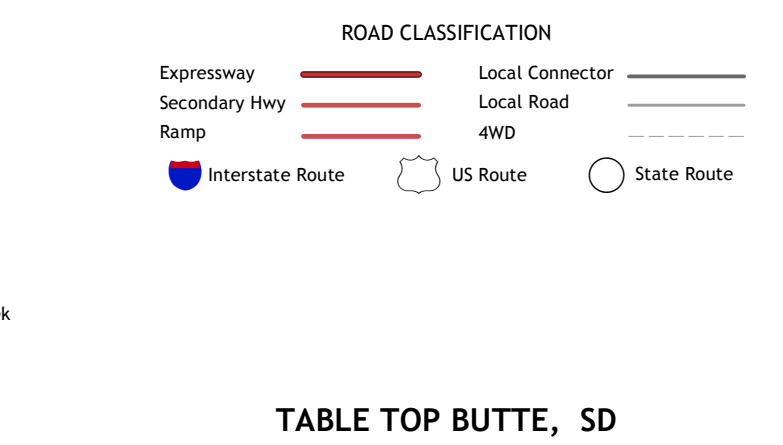 ROAD CLASSIFICATION
Expressway
Local Connector
Secondary Hwy
Local Road
Ramp
4WD
Interstate Route
US Route
State Route
k
TABLE TOP BUTTE, SD